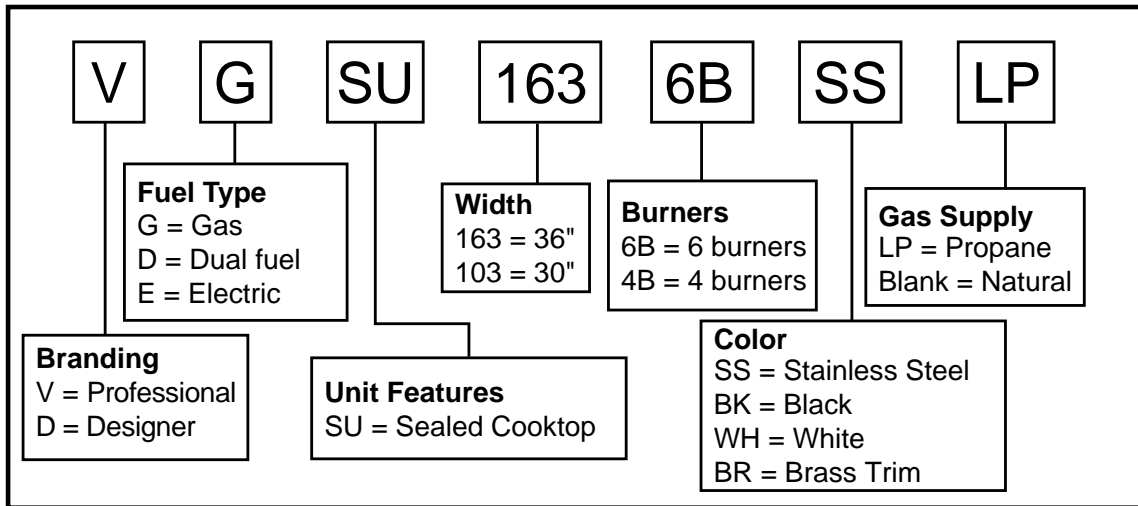 V G SU 163 6B SS LP
Fuel Type
G = Gas
D = Dual fuel
E = Electric
Width
163 = 36"
103 = 30"
Burners
6B = 6 burners
4B = 4 burners
Gas Supply
LP = Propane
Blank = Natural
Branding
V = Professional
D = Designer
Unit Features
SU = Sealed Cooktop
Color
SS = Stainless Steel
BK = Black
WH = White
BR = Brass Trim